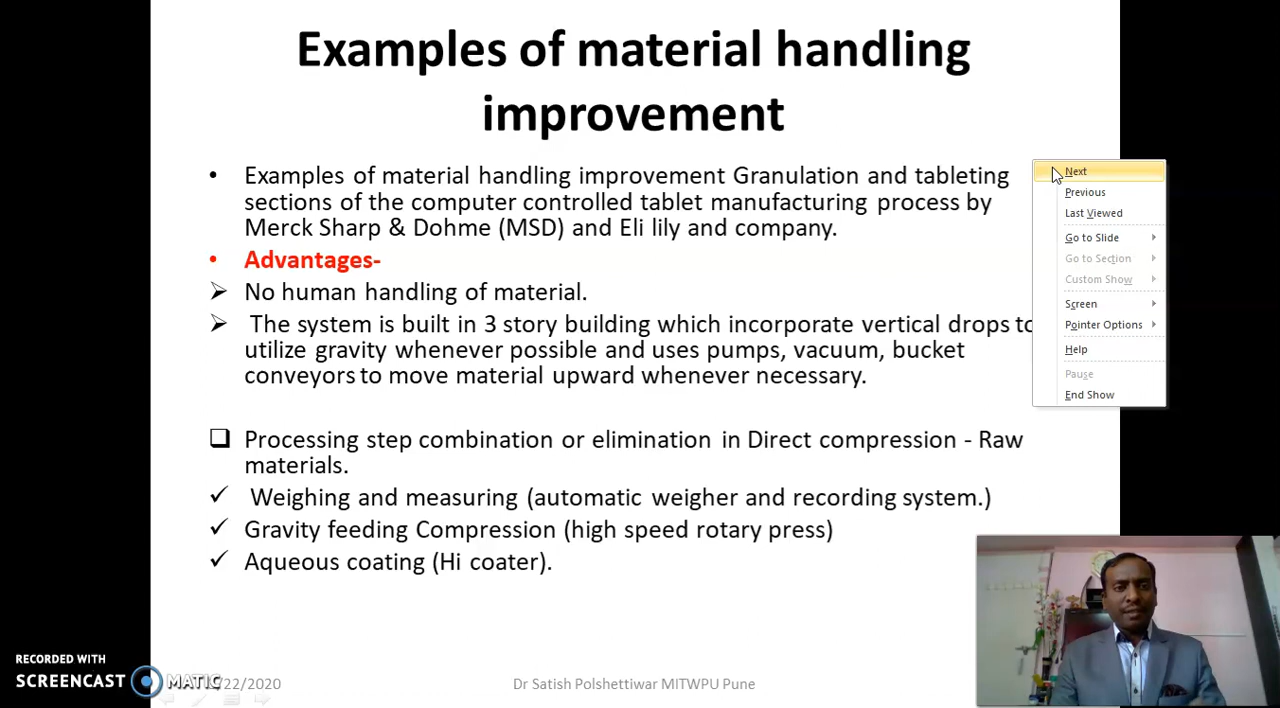 Examples of material handling
improvement
• Examples of material handling improvement Granulation and tableting
sections of the computer controlled tablet manufacturing process by
Merck Sharp & Dohme (MSD) and Eli lily and company.
• Advantages-
➢ No human handling of material.
➢ The system is built in 3 story building which incorporate vertical drops to
utilize gravity whenever possible and uses pumps, vacuum, bucket
conveyors to move material upward whenever necessary.
❑ Processing step combination or elimination in Direct compression - Raw
materials.
✓ Weighing and measuring (automatic weigher and recording system.)
✓ Gravity feeding Compression (high speed rotary press)
✓ Aqueous coating (Hi coater).
Next
Previous
Last Viewed
Go to Slide
Go to Section
Custom Show
Screen
Pointer Options
Help
Pause
End Show
RECORDED WITH
SCREENCAST MATIC
/22/2020
Dr Satish Polshettiwar MITWPU Pune